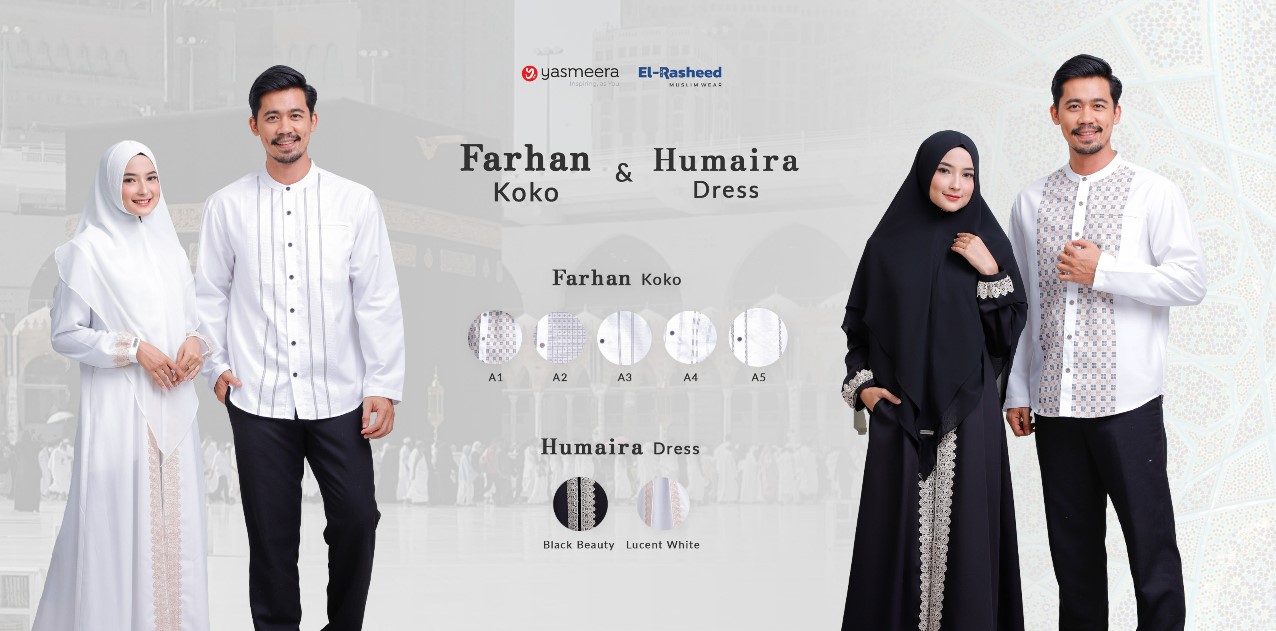 yasmeera
Inspiring, as You
El-Rasheed
MUSLIM WEAR
Farhan
Koko
&
Humaira
Dress
Farhan Koko
A1 A2 A3 A4 A5
Humaira Dress
Black Beauty Lucent White